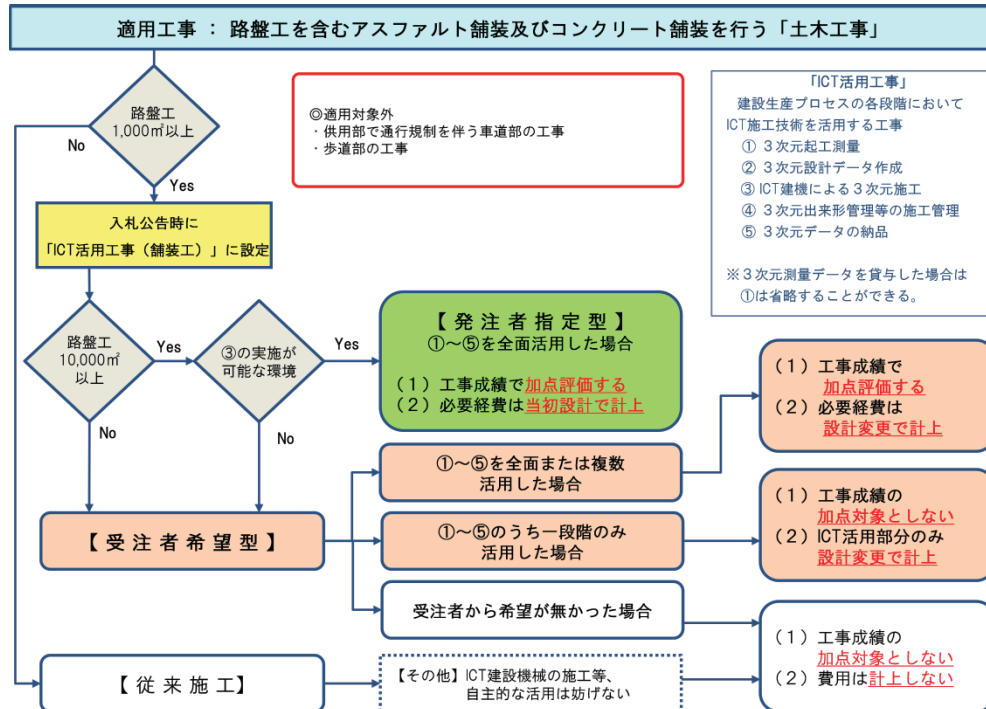 適用工事 ： 路盤工を含むアスファルト舗装及びコンクリート舗装を行う「土木工事」
路盤工
1,000㎡以上
No
Yes
◎適用対象外
・供用部で通行規制を伴う車道部の工事
・歩道部の工事
「ICT活用工事」
建設生産プロセスの各段階において
ICT施工技術を活用する工事
① ３次元起工測量
② ３次元設計データ作成
③ ICT建機による３次元施工
④ ３次元出来形管理等の施工管理
⑤ ３次元データの納品
※３次元測量データを貸与した場合は
①は省略することができる。
入札公告時に
「ICT活用工事（舗装工）」に設定
路盤工
10,000㎡
以上
Yes
No
③の実施が
可能な環境
Yes
No
【発注者指定型】
①～⑤を全面活用した場合
（１）工事成績で加点評価する
（２）必要経費は当初設計で計上
【受注者希望型】
①～⑤を全面または複数
活用した場合
（１）工事成績で
加点評価する
（２）必要経費は
設計変更で計上
①～⑤のうち一段階のみ
活用した場合
（１）工事成績の
加点対象としない
（２）ICT活用部分のみ
設計変更で計上
受注者から希望が無かった場合
【従来施工】
【その他】ICT建設機械の施工等、
自主的な活用は妨げない
（１）工事成績の
加点対象としない
（２）費用は計上しない